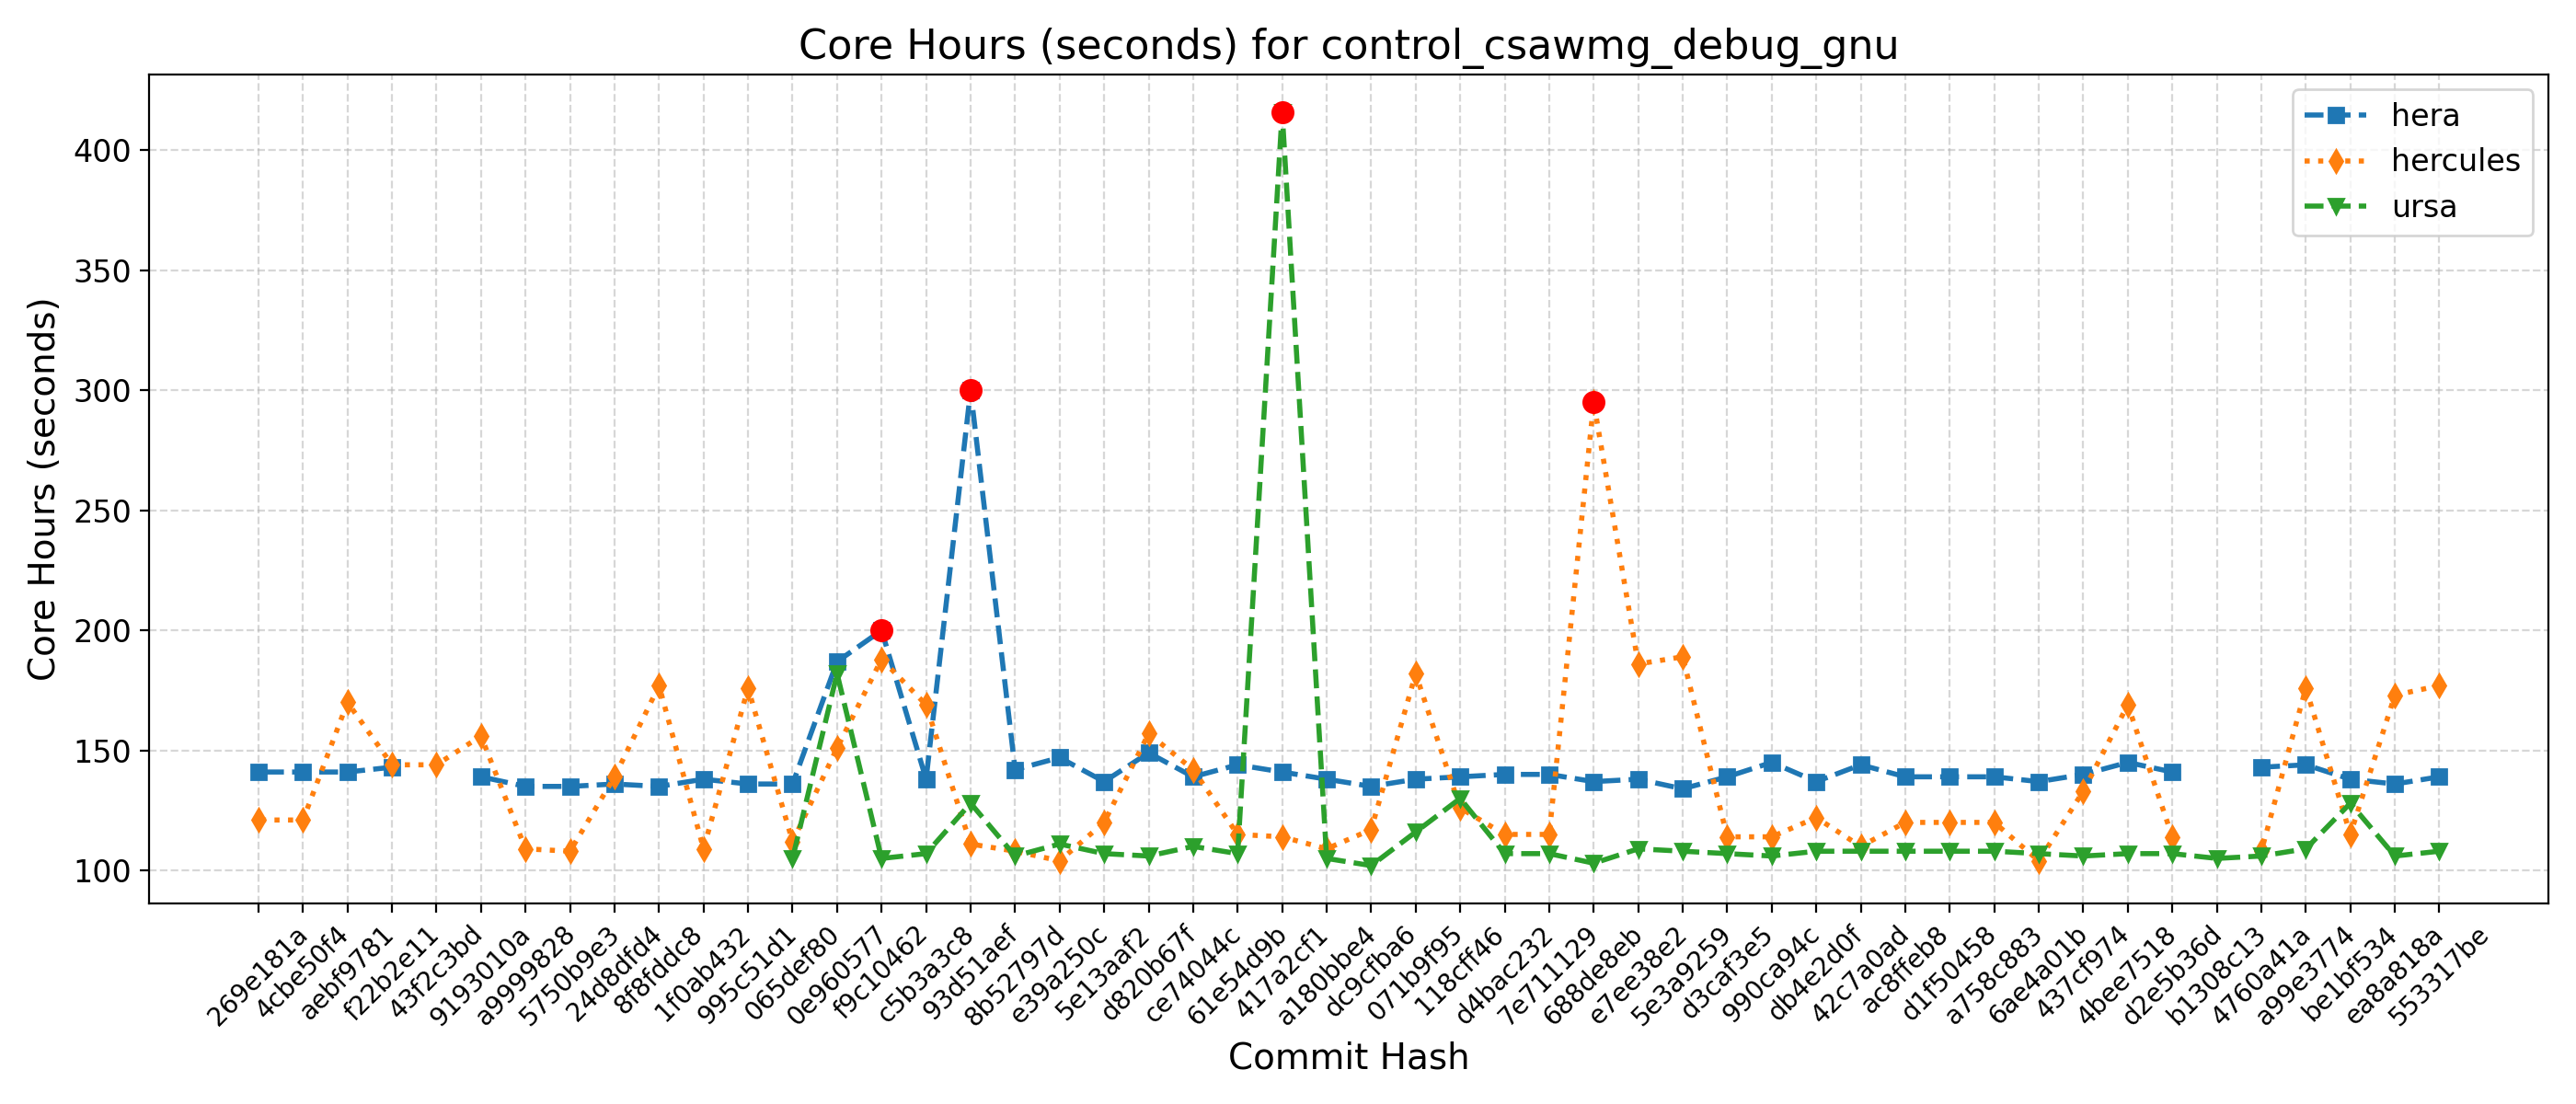 Core Hours (seconds) for control_csawmg_debug_gnu
hera
hercules
ursa
Core Hours (seconds)
400
350
300
250
200
150
100
269e181a
4cbe50f4
aebf9781
f22b2e11
43f2c3bd
9193010a
a9999828
5750b9e3
24d8dfd4
8f8fddc8
1f0ab432
995c51d1
065def80
0e960577
f9c10462
c5b3a3c8
93d51aef
8b52797d
e39a250c
5e13aaf2
d820b67f
ce74044c
61e54d9b
417a2cf1
a180bbe4
dc9cfba6
071b9f95
118cff46
d4bac232
7e711129
688de8eb
e7ee38e2
5e3a9259
d3caf3e5
990ca94c
db4e2d0f
42c7a0ad
ac8ffeb8
d1f50458
a758c883
6ae4a01b
437cf974
4bee7518
d2e5b36d
b1308c13
4760a41a
a99e3774
be1bf534
ea8a818a
553317be
Commit Hash